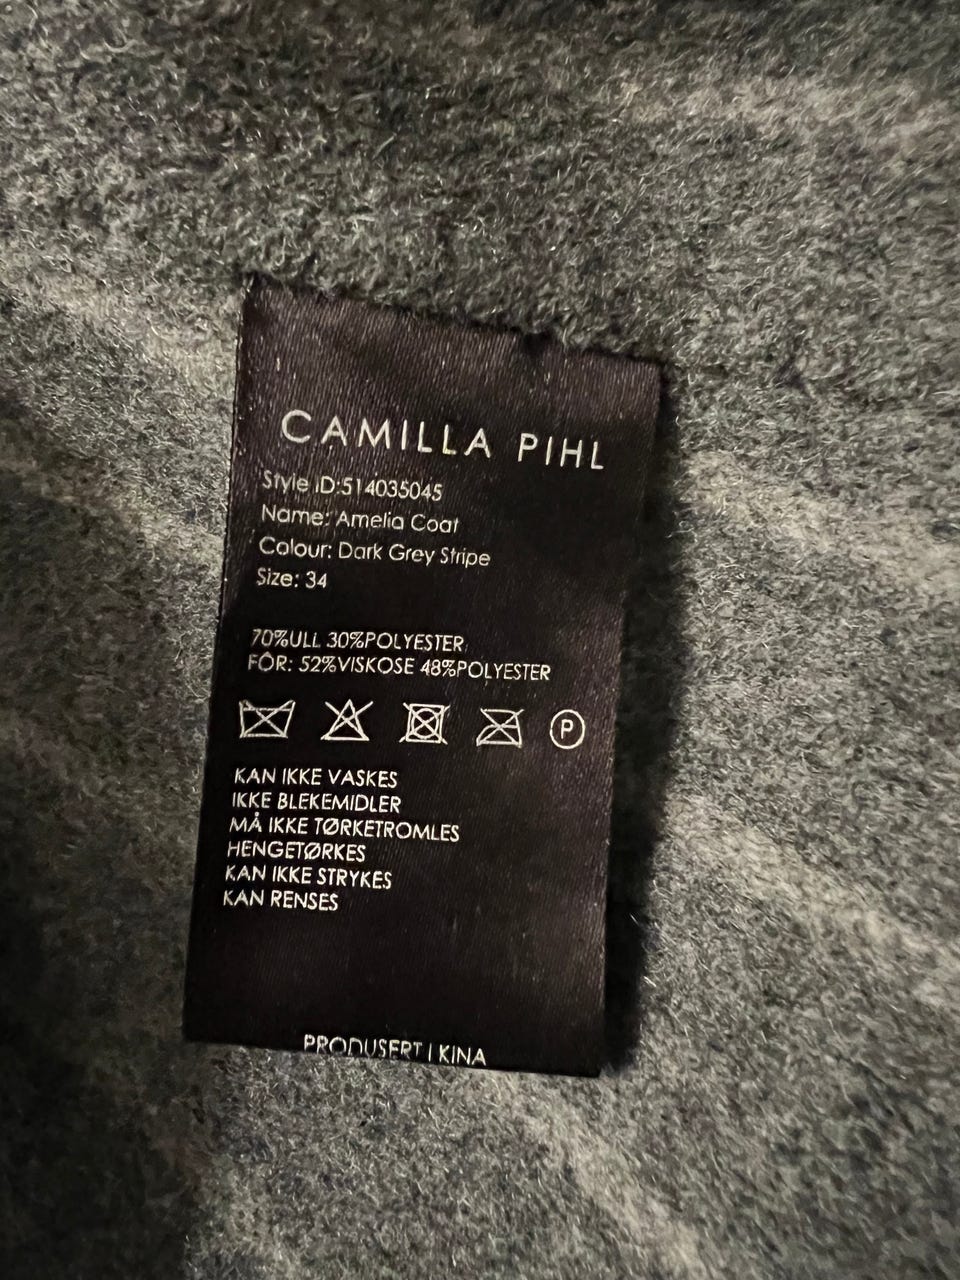 CAMILLA PIHL
Style ID:514035045
Name: Amelia Coat
Colour: Dark Grey Stripe
Size: 34
70%ULL 30%POLYESTER
FÔR: 52%VISKOSE 48%POLYESTER
P
KAN IKKE VASKES
IKKE BLEKEMIDLER
MÅ IKKE TØRKETROMLES
HENGETØRKES
KAN IKKE STRYKES
KAN RENSES
PRODUSERT I KINA